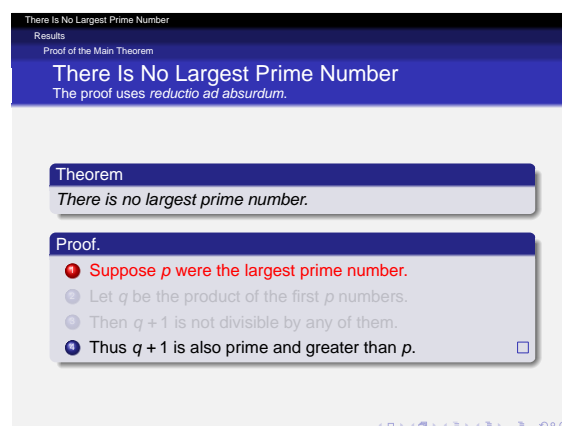 There Is No Largest Prime Number
Results
Proof of the Main Theorem
There Is No Largest Prime Number
The proof uses reductio ad absurdum.
Theorem
There is no largest prime number.
Proof.
1 Suppose p were the largest prime number.
2 Let q be the product of the first p numbers.
3 Then q + 1 is not divisible by any of them.
4 Thus q + 1 is also prime and greater than p. □